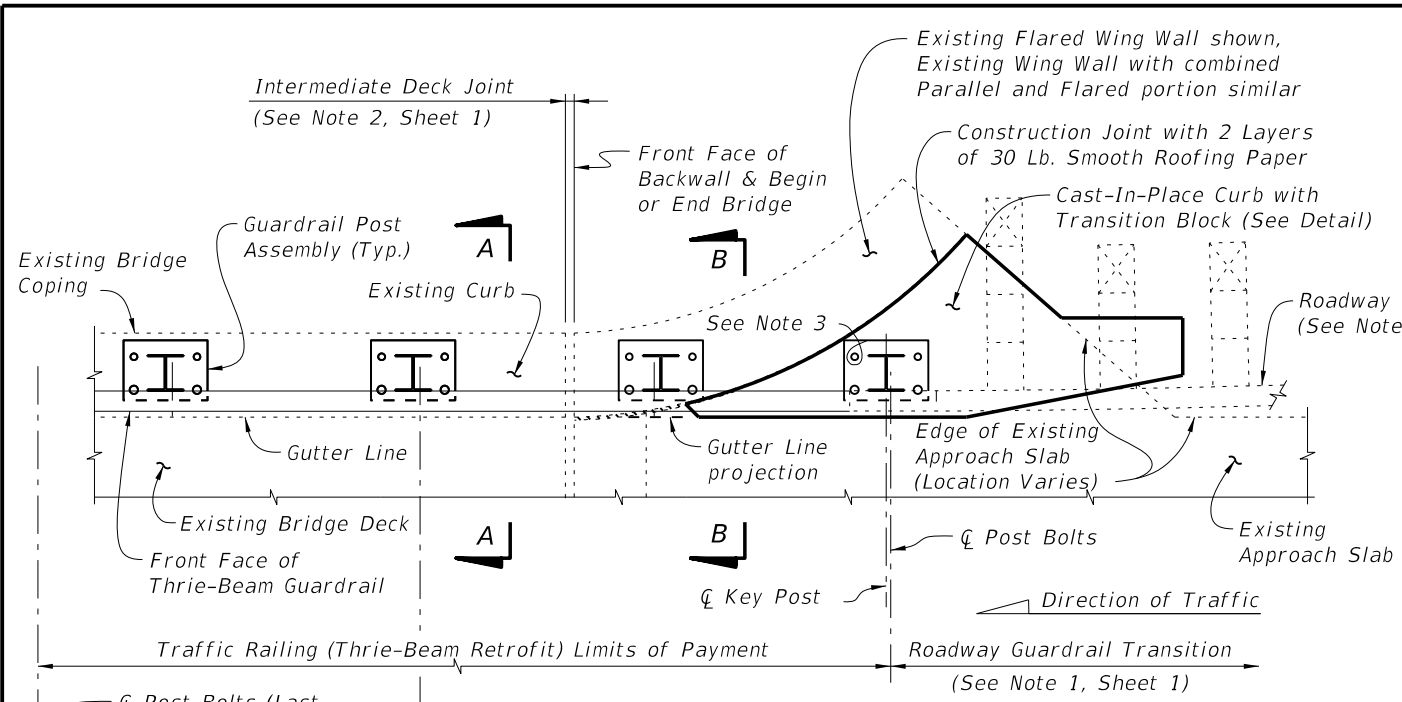 Existing Flared Wing Wall shown,
Existing Wing Wall with combined
Parallel and Flared portion similar
Intermediate Deck Joint
(See Note 2, Sheet 1)
Construction Joint with 2 Layers
of 30 Lb. Smooth Roofing Paper
Front Face of
Backwall & Begin
or End Bridge
Cast-In-Place Curb with
Transition Block (See Detail)
Guardrail Post
Assembly (Typ.)
A
B
Existing Bridge
Coping
Existing Curb
See Note 3
Roadway
(See Note
Gutter Line
Gutter Line
projection
Edge of Existing
Approach Slab
(Location Varies)
Existing Bridge Deck
A
B
℄ Post Bolts
Existing
Approach Slab
Front Face of
Thrie-Beam Guardrail
℄ Key Post
Direction of Traffic
Traffic Railing (Thrie-Beam Retrofit) Limits of Payment
Roadway Guardrail Transition
(See Note 1, Sheet 1)
℄ Post Bolts (Last